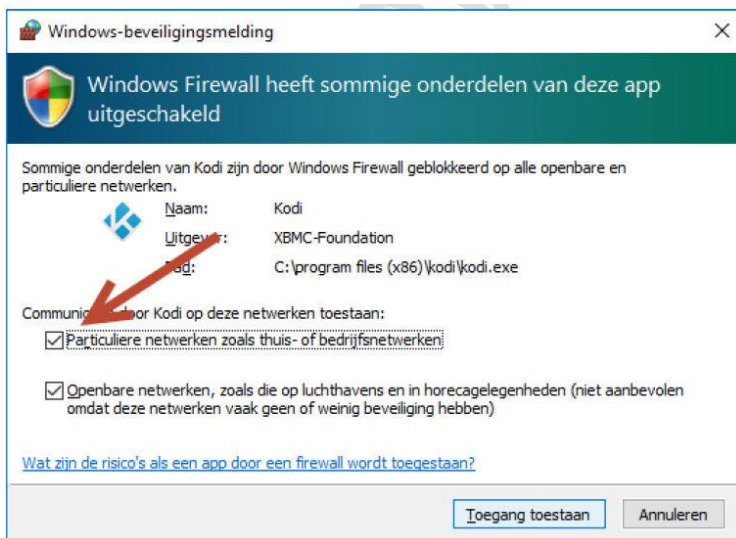 Windows-beveiligingsmelding
Windows Firewall heeft sommige onderdelen van deze app
uitgeschakeld
Sommige onderdelen van Kodi zijn door Windows Firewall geblokkeerd op alle openbare en
particuliere netwerken.
Naam: Kodi
Uitgever: XBMC-Foundation
Pad: C:\program files (x86)\kodi\kodi.exe
Communicatie door Kodi op deze netwerken toestaan:
Particuliere netwerken zoals thuis- of bedrijfsnetwerken
Openbare netwerken, zoals die op luchthavens en in horecagelegenheden (niet aanbevolen
omdat deze netwerken vaak geen of weinig beveiliging hebben)
Wat zijn de risico's als een app door een firewall wordt toegestaan?
Toegang toestaan Annuleren